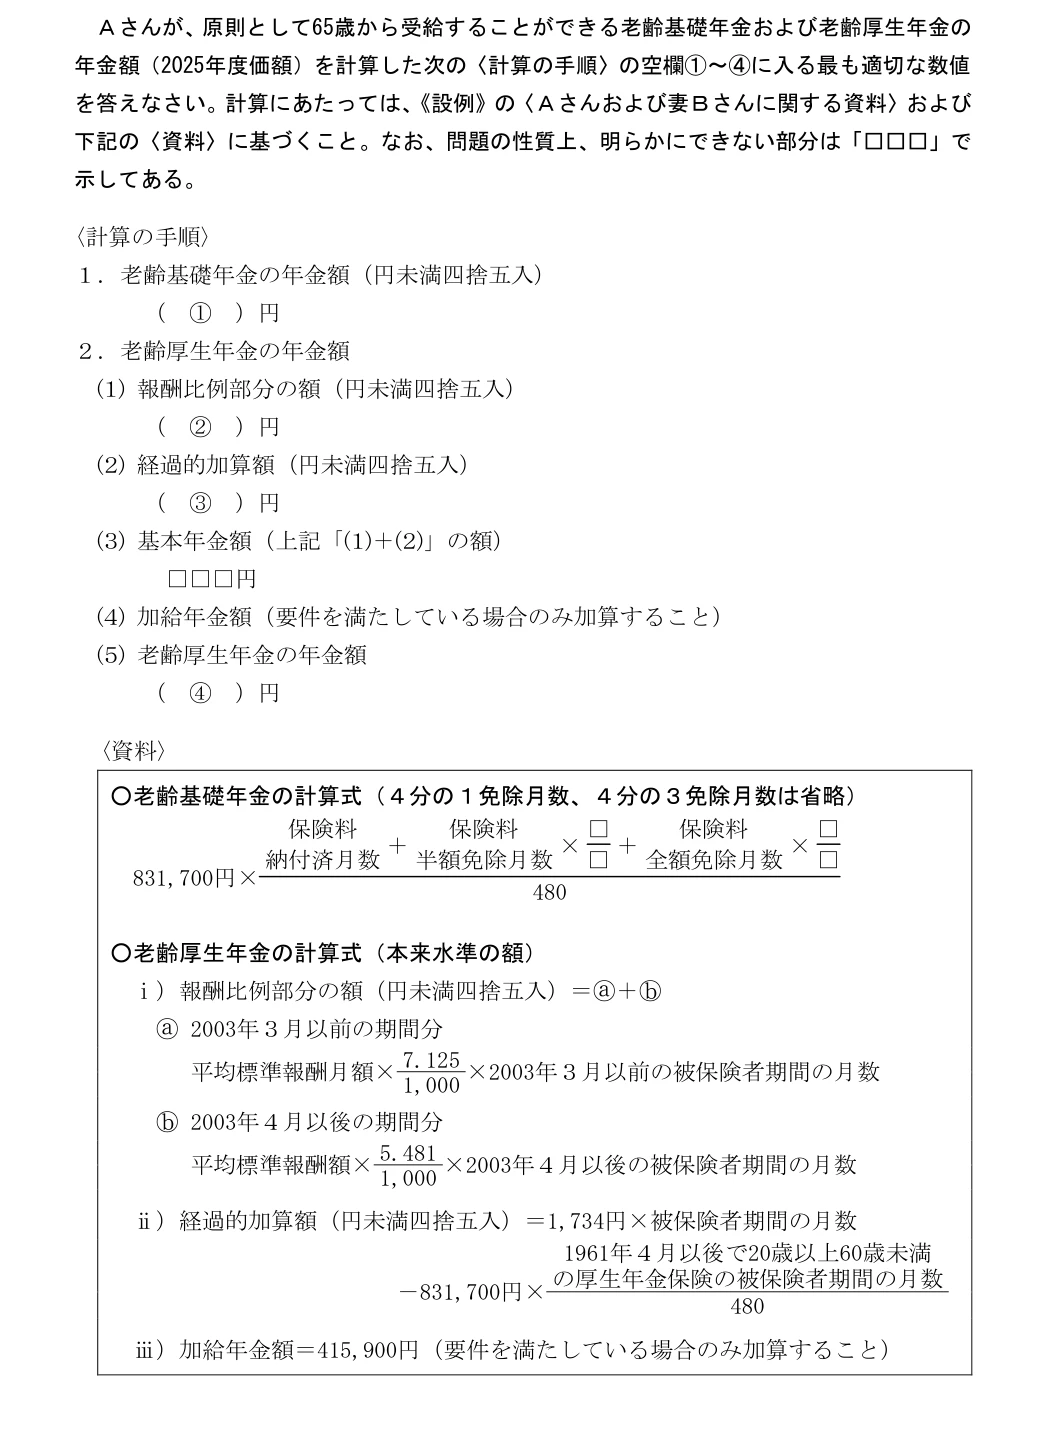 Ａさんが、原則として65歳から受給することができる老齢基礎年金および老齢厚生年金の
年金額（2025年度価額）を計算した次の〈計算の手順〉の空欄①～④に入る最も適切な数値
を答えなさい。計算にあたっては、《設例》の〈Ａさんおよび妻Ｂさんに関する資料〉および
下記の〈資料〉に基づくこと。なお、問題の性質上、明らかにできない部分は「□□□」で
示してある。
〈計算の手順〉
１．老齢基礎年金の年金額（円未満四捨五入）
（　①　）円
２．老齢厚生年金の年金額
(1) 報酬比例部分の額（円未満四捨五入）
（　②　）円
(2) 経過的加算額（円未満四捨五入）
（　③　）円
(3) 基本年金額（上記「(1)＋(2)」の額）
□□□円
(4) 加給年金額（要件を満たしている場合のみ加算すること）
(5) 老齢厚生年金の年金額
（　④　）円
〈資料〉
〇老齢基礎年金の計算式（４分の１免除月数、４分の３免除月数は省略）
保険料　保険料　□　保険料　□
納付済月数 ＋ 半額免除月数 × □ ＋ 全額免除月数 × □
831,700円×
480
〇老齢厚生年金の計算式（本来水準の額）
ⅰ）報酬比例部分の額（円未満四捨五入）＝ⓐ＋ⓑ
ⓐ 2003年３月以前の期間分
平均標準報酬月額×7.125/1,000×2003年３月以前の被保険者期間の月数
ⓑ 2003年４月以後の期間分
平均標準報酬額×5.481/1,000×2003年４月以後の被保険者期間の月数
ⅱ）経過的加算額（円未満四捨五入）＝1,734円×被保険者期間の月数
1961年４月以後で20歳以上60歳未満
の厚生年金保険の被保険者期間の月数
－831,700円×
480
ⅲ）加給年金額＝415,900円（要件を満たしている場合のみ加算すること）